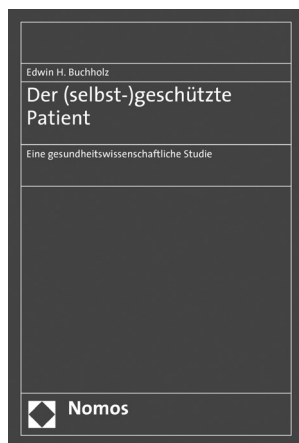 Edwin H. Buchholz
Der (selbst-)geschützte
Patient
Eine gesundheitswissenschaftliche Studie
Nomos